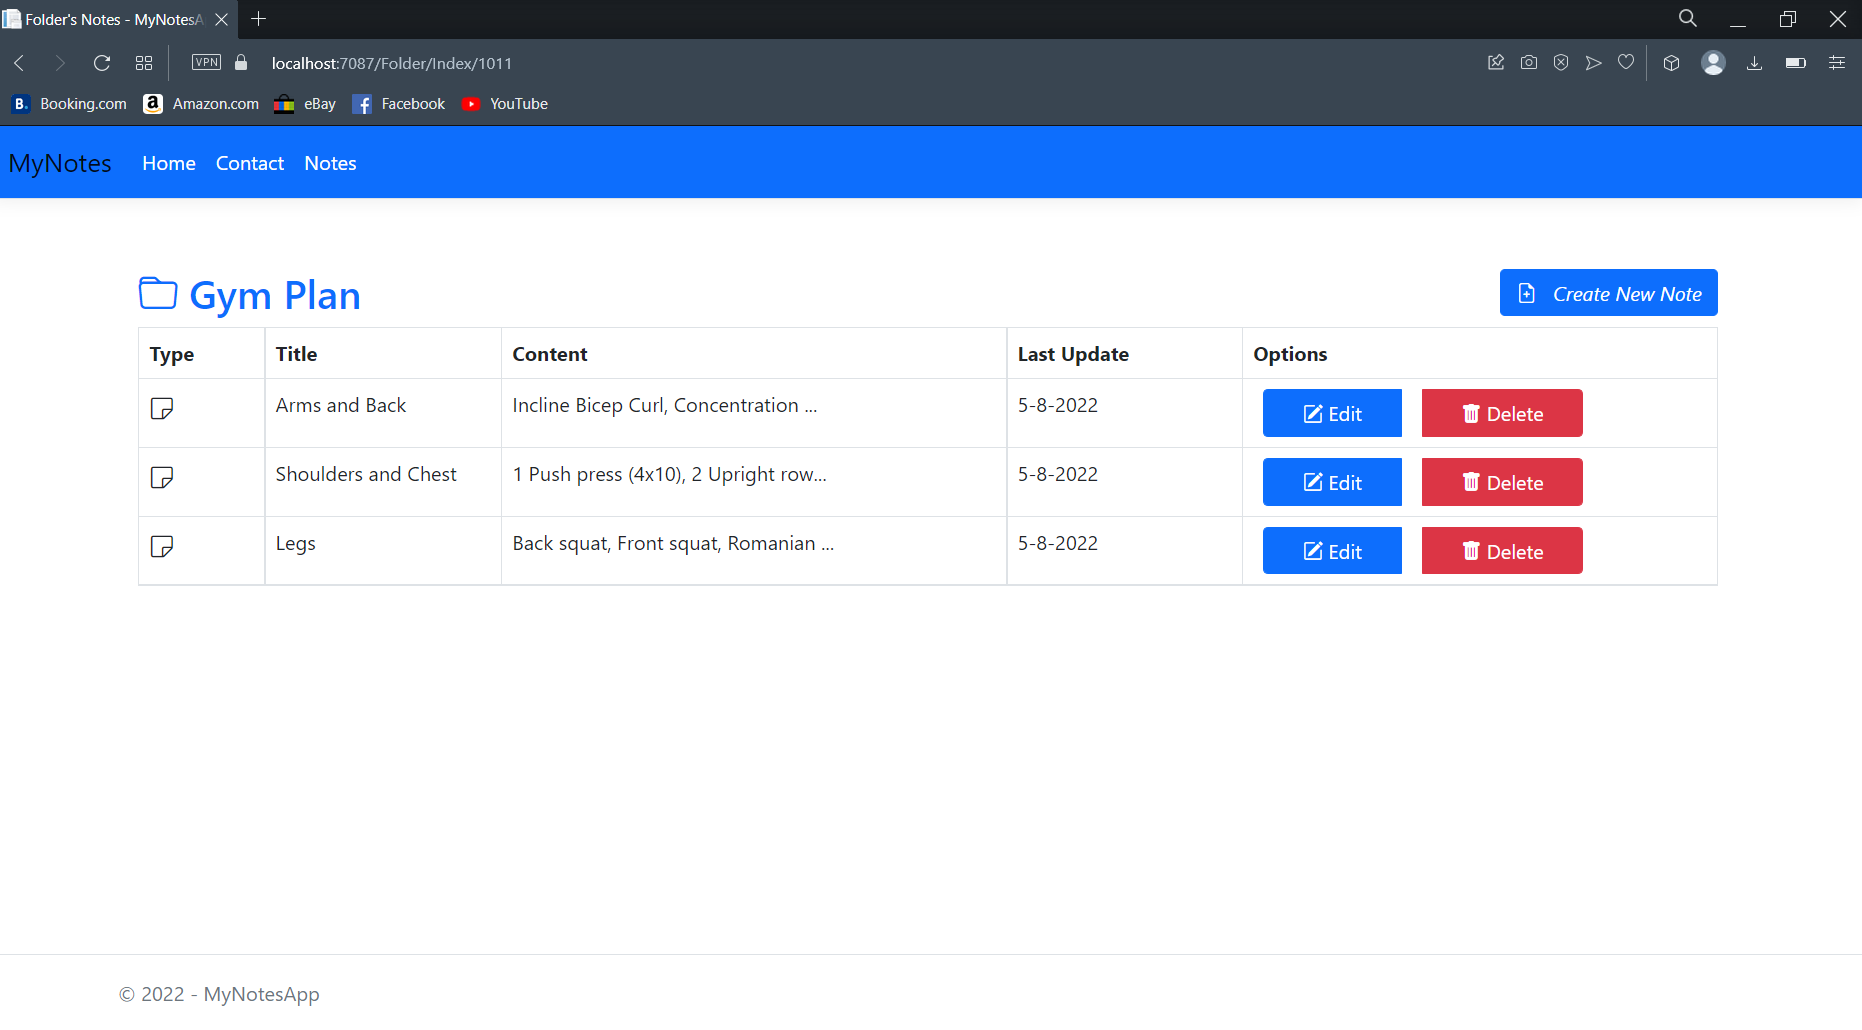 Folder's Notes - MyNotesA
VPN localhost:7087/Folder/Index/1011
B. Booking.com a Amazon.com eBay f Facebook YouTube
MyNotes Home Contact Notes
Gym Plan Create New Note
Type Title Content Last Update Options
Arms and Back Incline Bicep Curl, Concentration ... 5-8-2022 Edit Delete
Shoulders and Chest 1 Push press (4x10), 2 Upright row... 5-8-2022 Edit Delete
Legs Back squat, Front squat, Romanian ... 5-8-2022 Edit Delete
© 2022 - MyNotesApp